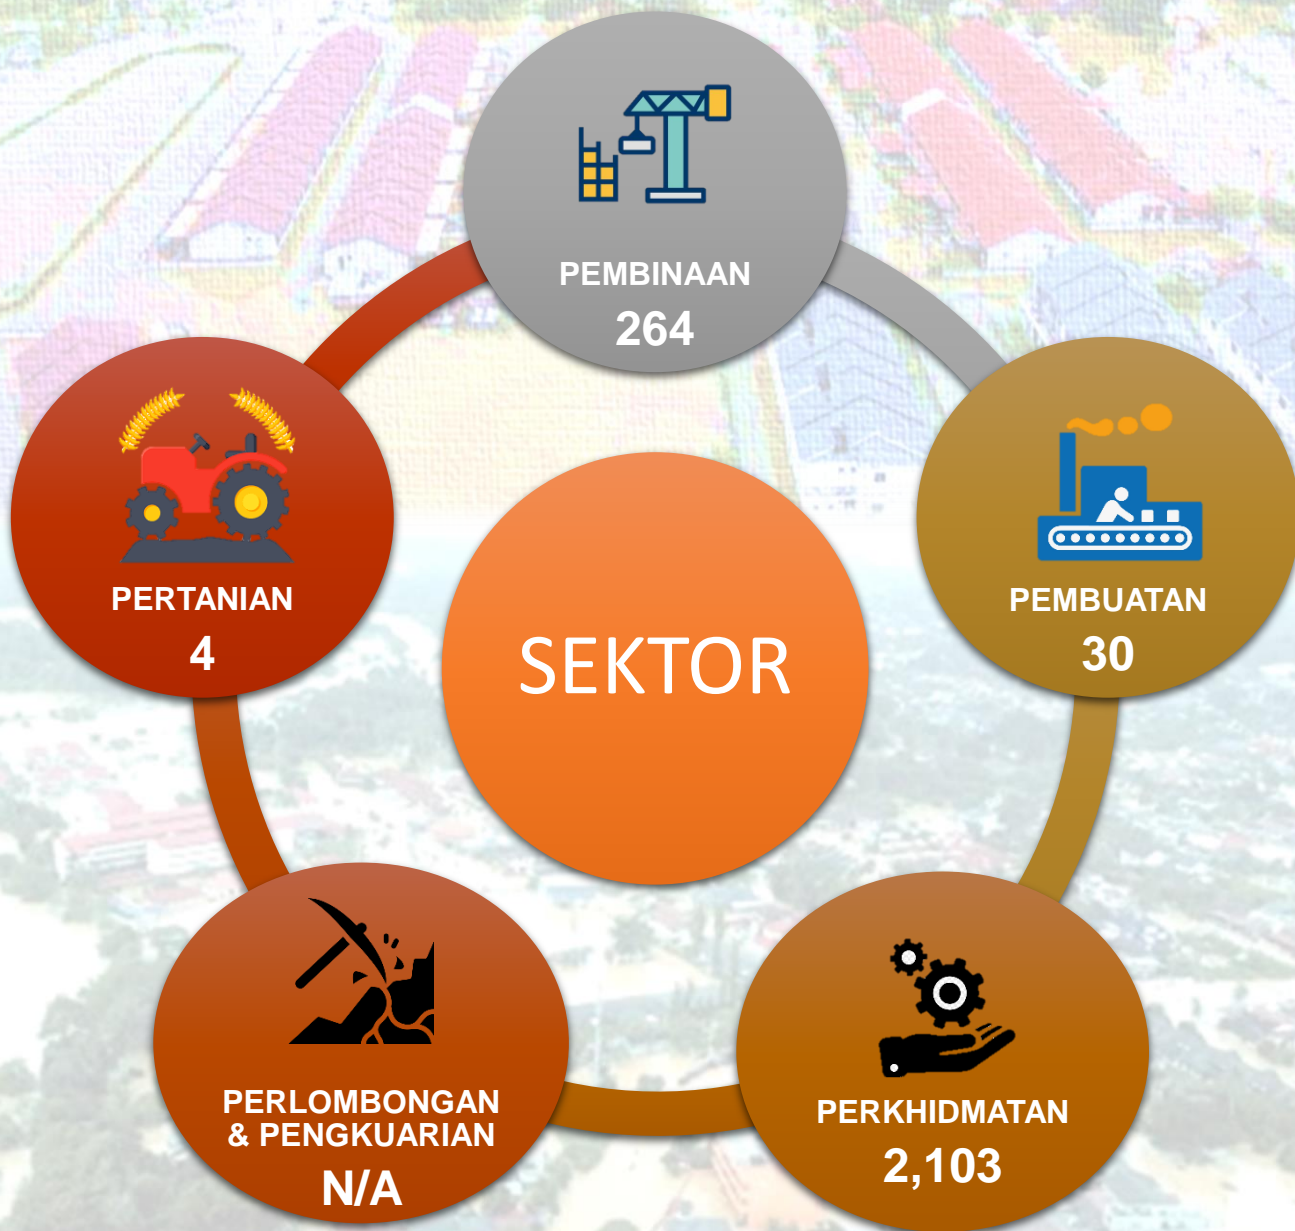 PEMBINAAN
264
PERTANIAN
4
PEMBUATAN
30
SEKTOR
PERLOMBONGAN
& PENGKUARIAN
N/A
PERKHIDMATAN
2,103